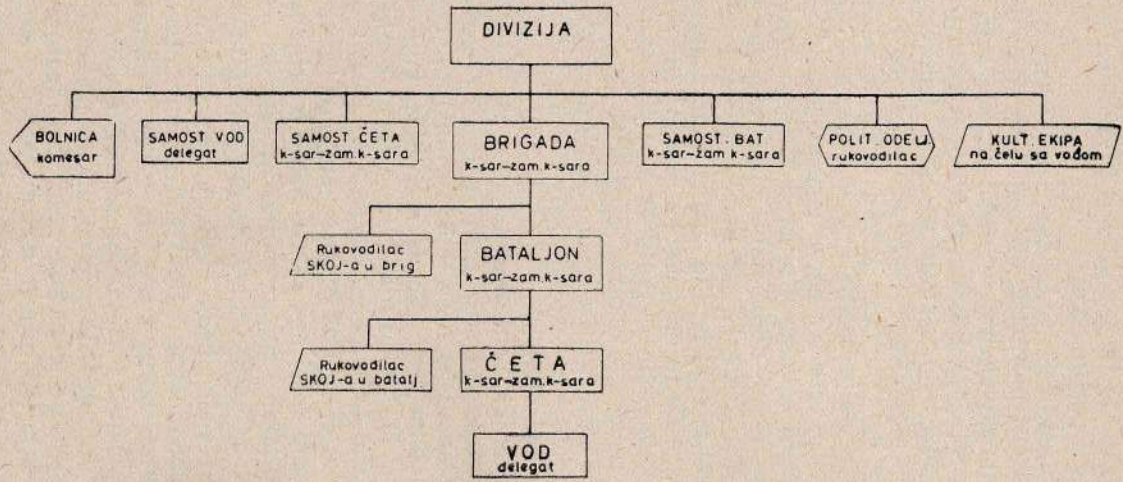 DIVIZIJA
BOLNICA
komesar
SAMOST. VOD
delegat
SAMOST. ČETA
k-sar-zam.k-sara
BRIGADA
k-sar-zam.k-sara
SAMOST. BAT
k-sar-zam k-sara
POLIT. ODELJ.
rukovodilac
KULT. EKIPA
na čelu sa vođom
Rukovodilac
SKOJ-a u brig
BATALJON
k-sar-zam.k-sara
Rukovodilac
SKOJ-a u batalj
ČETA
k-sar-zam.k-sara
VOD
delegat